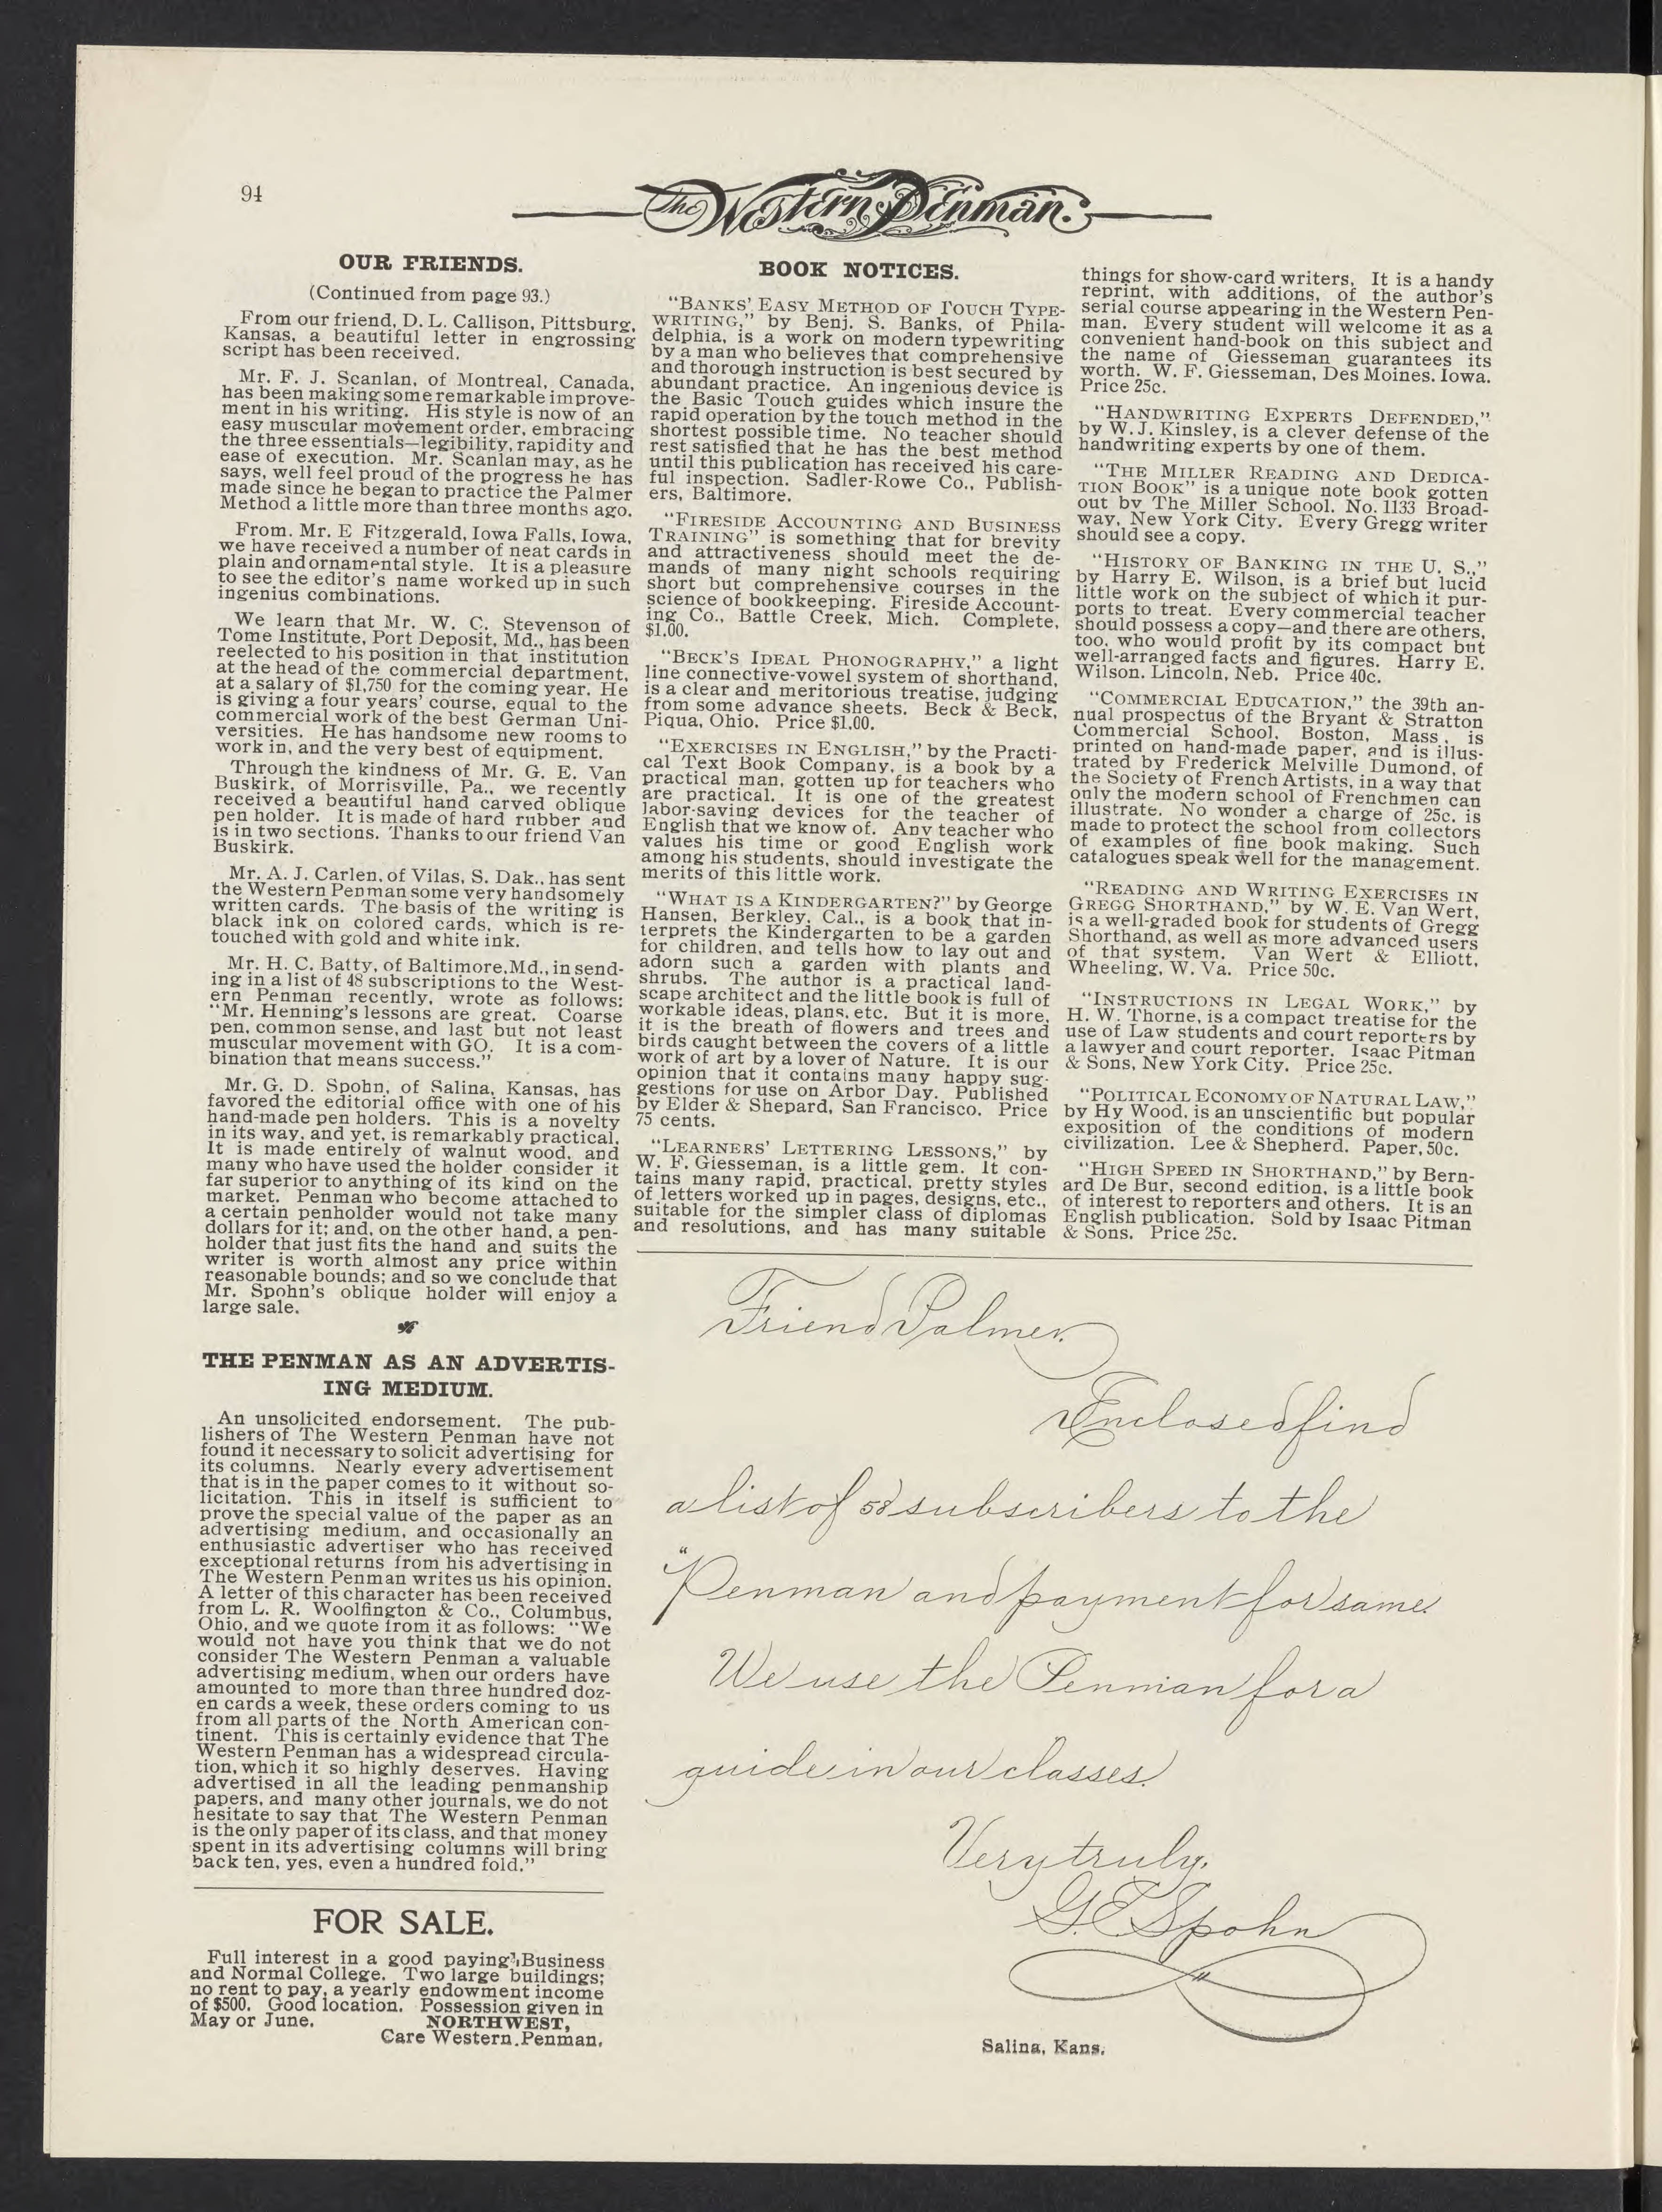 94
The Western Penman.
OUR FRIENDS.
(Continued from page 93.)
From our friend, D. L. Callison, Pittsburg,
Kansas, a beautiful letter in engrossing
script has been received.
Mr. F. J. Scanlan, of Montreal, Canada,
has been making some remarkable improve-
ment in his writing. His style is now of an
easy muscular movement order, embracing
the three essentials—legibility, rapidity and
ease of execution. Mr. Scanlan may, as he
says, well feel proud of the progress he has
made since he began to practice the Palmer
Method a little more than three months ago.
From. Mr. E Fitzgerald, Iowa Falls, Iowa,
we have received a number of neat cards in
plain and ornamental style. It is a pleasure
to see the editor's name worked up in such
ingenius combinations.
We learn that Mr. W. C. Stevenson of
Tome Institute, Port Deposit, Md., has been
reelected to his position in that institution
at the head of the commercial department,
at a salary of $1,750 for the coming year. He
is giving a four years' course, equal to the
commercial work of the best German Uni-
versities. He has handsome new rooms to
work in, and the very best of equipment.
Through the kindness of Mr. G. E. Van
Buskirk, of Morrisville, Pa., we recently
received a beautiful hand carved oblique
pen holder. It is made of hard rubber and
is in two sections. Thanks to our friend Van
Buskirk.
Mr. A. J. Carlen, of Vilas, S. Dak., has sent
the Western Penman some very handsomely
written cards. The basis of the writing is
black ink on colored cards, which is re-
touched with gold and white ink.
Mr. H. C. Batty, of Baltimore, Md., in send-
ing in a list of 48 subscriptions to the West-
ern Penman recently, wrote as follows:
"Mr. Henning's lessons are great. Coarse
pen, common sense, and last but not least
muscular movement with GO. It is a com-
bination that means success."
Mr. G. D. Spohn, of Salina, Kansas, has
favored the editorial office with one of his
hand-made pen holders. This is a novelty
in its way, and yet, is remarkably practical.
It is made entirely of walnut wood, and
many who have used the holder consider it
far superior to anything of its kind on the
market. Penman who become attached to
a certain penholder would not take many
dollars for it; and, on the other hand, a pen-
holder that just fits the hand and suits the
writer is worth almost any price within
reasonable bounds; and so we conclude that
Mr. Spohn's oblique holder will enjoy a
large sale.
THE PENMAN AS AN ADVERTIS-
ING MEDIUM.
An unsolicited endorsement. The pub-
lishers of The Western Penman have not
found it necessary to solicit advertising for
its columns. Nearly every advertisement
that is in the paper comes to it without so-
licitation. This in itself is sufficient to
prove the special value of the paper as an
advertising medium, and occasionally an
enthusiastic advertiser who has received
exceptional returns from his advertising in
The Western Penman writes us his opinion.
A letter of this character has been received
from L. R. Woolfington & Co., Columbus,
Ohio, and we quote from it as follows: "We
would not have you think that we do not
consider The Western Penman a valuable
advertising medium, when our orders have
amounted to more than three hundred doz-
en cards a week, these orders coming to us
from all parts of the North American con-
tinent. This is certainly evidence that The
Western Penman has a widespread circula-
tion, which it so highly deserves. Having
advertised in all the leading penmanship
papers, and many other journals, we do not
hesitate to say that The Western Penman
is the only paper of its class, and that money
spent in its advertising columns will bring
back ten, yes, even a hundred fold."
FOR SALE.
Full interest in a good paying Business
and Normal College. Two large buildings;
no rent to pay, a yearly endowment income
of $500. Good location. Possession given in
May or June. NORTHWEST,
Care Western Penman.
BOOK NOTICES.
"BANKS' EASY METHOD OF TOUCH TYPE-
WRITING," by Benj. S. Banks, of Phila-
delphia, is a work on modern typewriting
by a man who believes that comprehensive
and thorough instruction is best secured by
abundant practice. An ingenious device is
the Basic Touch guides which insure the
rapid operation by the touch method in the
shortest possible time. No teacher should
rest satisfied that he has the best method
until this publication has received his care-
ful inspection. Sadler-Rowe Co., Publish-
ers, Baltimore.
"FIRESIDE ACCOUNTING AND BUSINESS
TRAINING" is something that for brevity
and attractiveness should meet the de-
mands of many night schools requiring
short but comprehensive courses in the
science of bookkeeping. Fireside Account-
ing Co., Battle Creek, Mich. Complete,
$1.00.
"BECK'S IDEAL PHONOGRAPHY," a light
line connective-vowel system of shorthand,
is a clear and meritorious treatise, judging
from some advance sheets. Beck & Beck,
Piqua, Ohio. Price $1.00.
"EXERCISES IN ENGLISH," by the Practi-
cal Text Book Company, is a book by a
practical man, gotten up for teachers who
are practical. It is one of the greatest
labor-saving devices for the teacher of
English that we know of. Any teacher who
values his time or good English work
among his students, should investigate the
merits of this little work.
"WHAT IS A KINDERGARTEN?" by George
Hansen, Berkley, Cal., is a book that in-
terprets the Kindergarten to be a garden
for children, and tells how to lay out and
adorn such a garden with plants and
shrubs. The author is a practical land-
scape architect and the little book is full of
workable ideas, plans, etc. But it is more,
it is the breath of flowers and trees and
birds caught between the covers of a little
work of art by a lover of Nature. It is our
opinion that it contains many happy sug-
gestions for use on Arbor Day. Published
by Elder & Shepard, San Francisco. Price
75 cents.
"LEARNERS' LETTERING LESSONS," by
W. F. Giesseman, is a little gem. It con-
tains many rapid, practical, pretty styles
of letters worked up in pages, designs, etc.,
suitable for the simpler class of diplomas
and resolutions, and has many suitable
things for show-card writers. It is a handy
reprint, with additions, of the author's
serial course appearing in the Western Pen-
man. Every student will welcome it as a
convenient hand-book on this subject and
the name of Giesseman guarantees its
worth. W. F. Giesseman, Des Moines, Iowa.
Price 25c.
"HANDWRITING EXPERTS DEFENDED,"
by W. J. Kinsley, is a clever defense of the
handwriting experts by one of them.
"THE MILLER READING AND DEDICA-
TION BOOK" is a unique note book gotten
out by The Miller School, No. 1133 Broad-
way, New York City. Every Gregg writer
should see a copy.
"HISTORY OF BANKING IN THE U. S.,"
by Harry E. Wilson, is a brief but lucid
little work on the subject of which it pur-
ports to treat. Every commercial teacher
should possess a copy—and there are others,
too, who would profit by its compact but
well-arranged facts and figures. Harry E.
Wilson, Lincoln, Neb. Price 40c.
"COMMERCIAL EDUCATION," the 39th an-
nual prospectus of the Bryant & Stratton
Commercial School, Boston, Mass., is
printed on hand-made paper, and is illus-
trated by Frederick Melville Dumond, of
the Society of French Artists, in a way that
only the modern school of Frenchmen can
illustrate. No wonder a charge of 25c. is
made to protect the school from collectors
of examples of fine book making. Such
catalogues speak well for the management.
"READING AND WRITING EXERCISES IN
GREGG SHORTHAND," by W. E. Van Wert,
is a well-graded book for students of Gregg
Shorthand, as well as more advanced users
of that system. Van Wert & Elliott,
Wheeling, W. Va. Price 50c.
"INSTRUCTIONS IN LEGAL WORK," by
H. W. Thorne, is a compact treatise for the
use of Law students and court reporters by
a lawyer and court reporter. Isaac Pitman
& Sons, New York City. Price 25c.
"POLITICAL ECONOMY OF NATURAL LAW,"
by Hy Wood, is an unscientific but popular
exposition of the conditions of modern
civilization. Lee & Shepherd. Paper, 50c.
"HIGH SPEED IN SHORTHAND," by Bern-
ard De Bur, second edition, is a little book
of interest to reporters and others. It is an
English publication. Sold by Isaac Pitman
& Sons. Price 25c.
Friend Palmer.
Enclosed find
a list of 58 subscribers to the
"Penman and payment for same.
We use the Penman for a
guide in our classes.
Very truly,
G. E. Spohn
Salina, Kans.